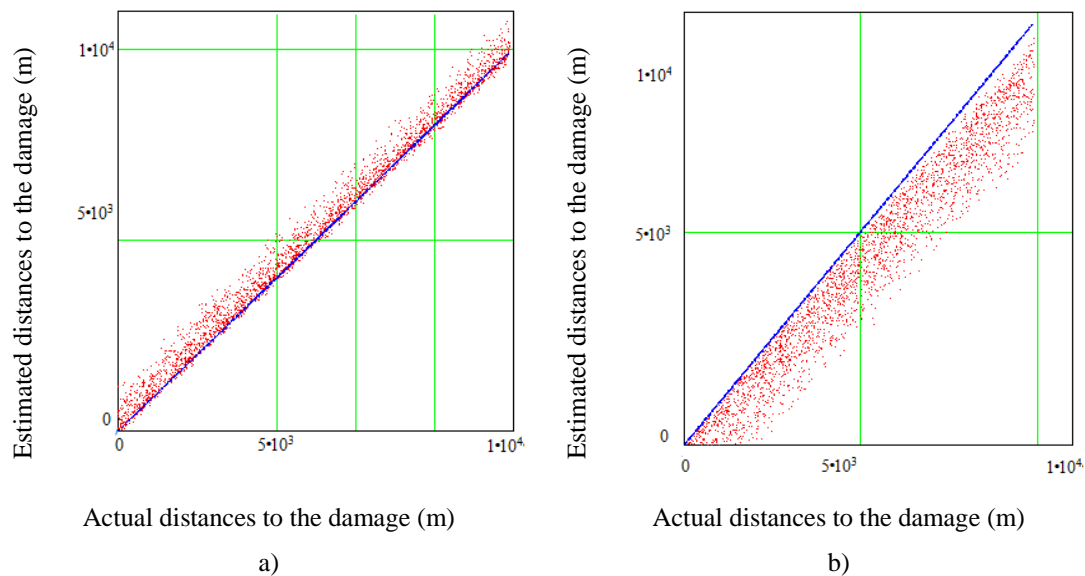 Estimated distances to the damage (m)
1•10⁴
5•10³
0
0
5•10³
1•10⁴
Actual distances to the damage (m)
a)
Estimated distances to the damage (m)
1•10⁴
5•10³
0
0
5•10³
1•10⁴
Actual distances to the damage (m)
b)